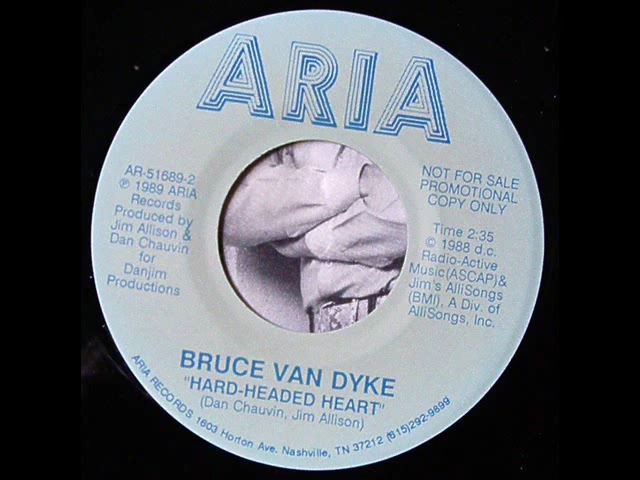 ARIA
AR-51689-2
℗ 1989 ARIA
Records
Produced by
Jim Allison &
Dan Chauvin
for
Danjim
Productions
NOT FOR SALE
PROMOTIONAL
COPY ONLY
Time 2:35
© 1988 d.c.
Radio-Active
Music(ASCAP)&
Jim's AlliSongs
(BMI). A Div. of
AlliSongs, Inc.
BRUCE VAN DYKE
"HARD-HEADED HEART"
(Dan Chauvin, Jim Allison)
ARIA RECORDS 1603 Horton Ave. Nashville, TN 37212 (615)292-9899